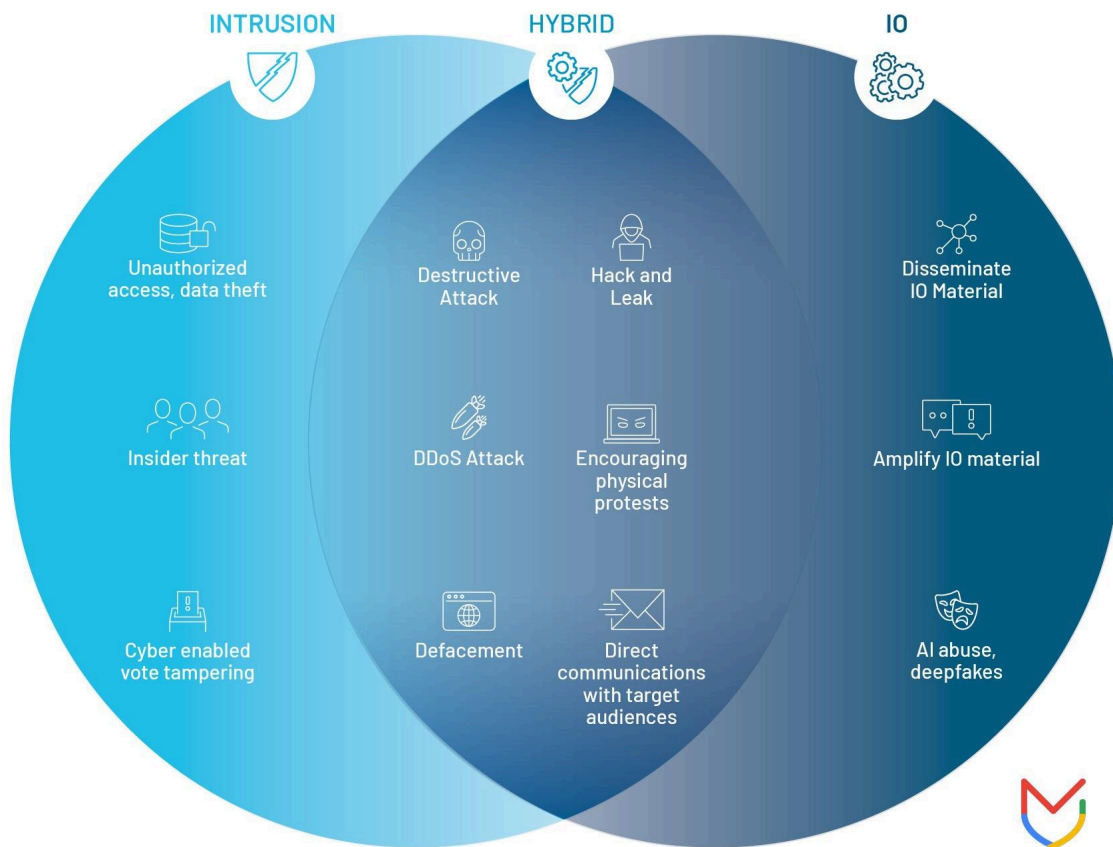 INTRUSION
HYBRID
IO
Unauthorized
access, data theft
Destructive
Attack
Hack and
Leak
Disseminate
IO Material
Insider threat
DDoS Attack
Encouraging
physical
protests
Amplify IO material
Cyber enabled
vote tampering
Defacement
Direct
communications
with target
audiences
AI abuse,
deepfakes